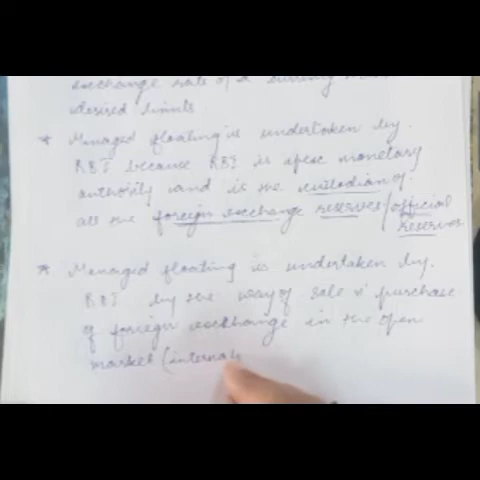 exchange rate of a currency
desired limits.
* Managed floating is undertaken by
RBI because RBI is apex monetary
authority and is the custodian of
all the foreign exchange reserves/official
reserves.
* Managed floating is undertaken by
RBI by the way of sale n' purchase
of foreign exchange in the open
market (internat